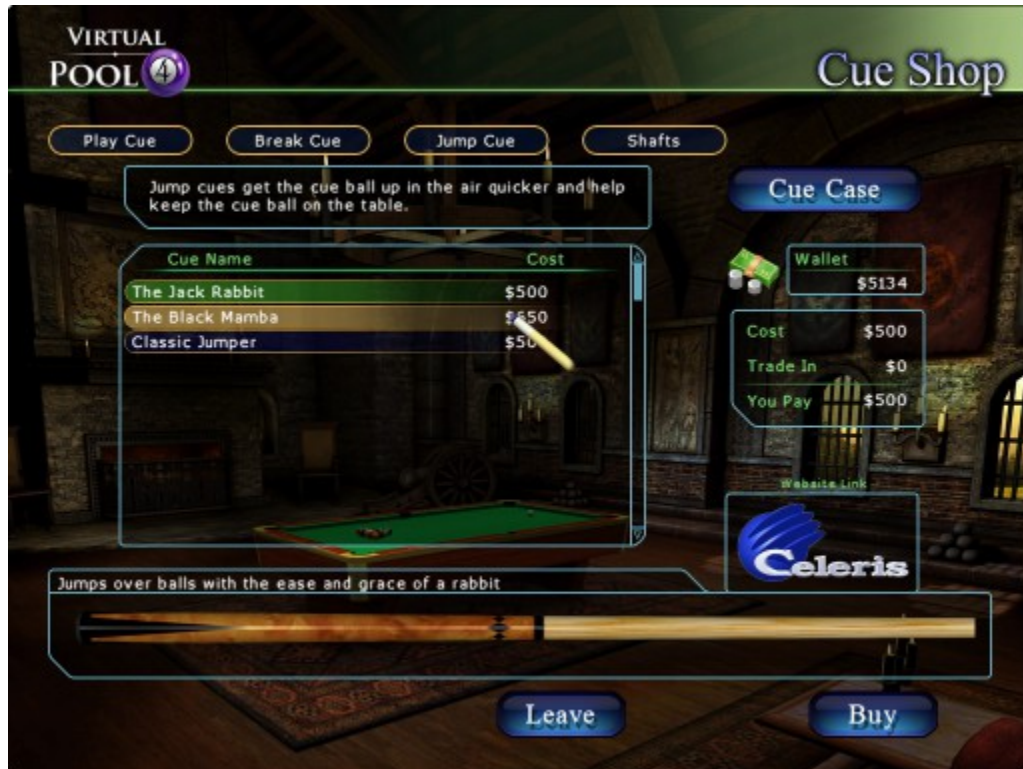 VIRTUAL
POOL 4
Cue Shop
Play Cue
Break Cue
Jump Cue
Shafts
Jump cues get the cue ball up in the air quicker and help
keep the cue ball on the table.
Cue Case
Cue Name Cost
The Jack Rabbit $500
The Black Mamba
Classic Jumper
Wallet
$5134
Cost $500
Trade In $0
You Pay $500
Website Link
Celeris
Jumps over balls with the ease and grace of a rabbit
Leave
Buy